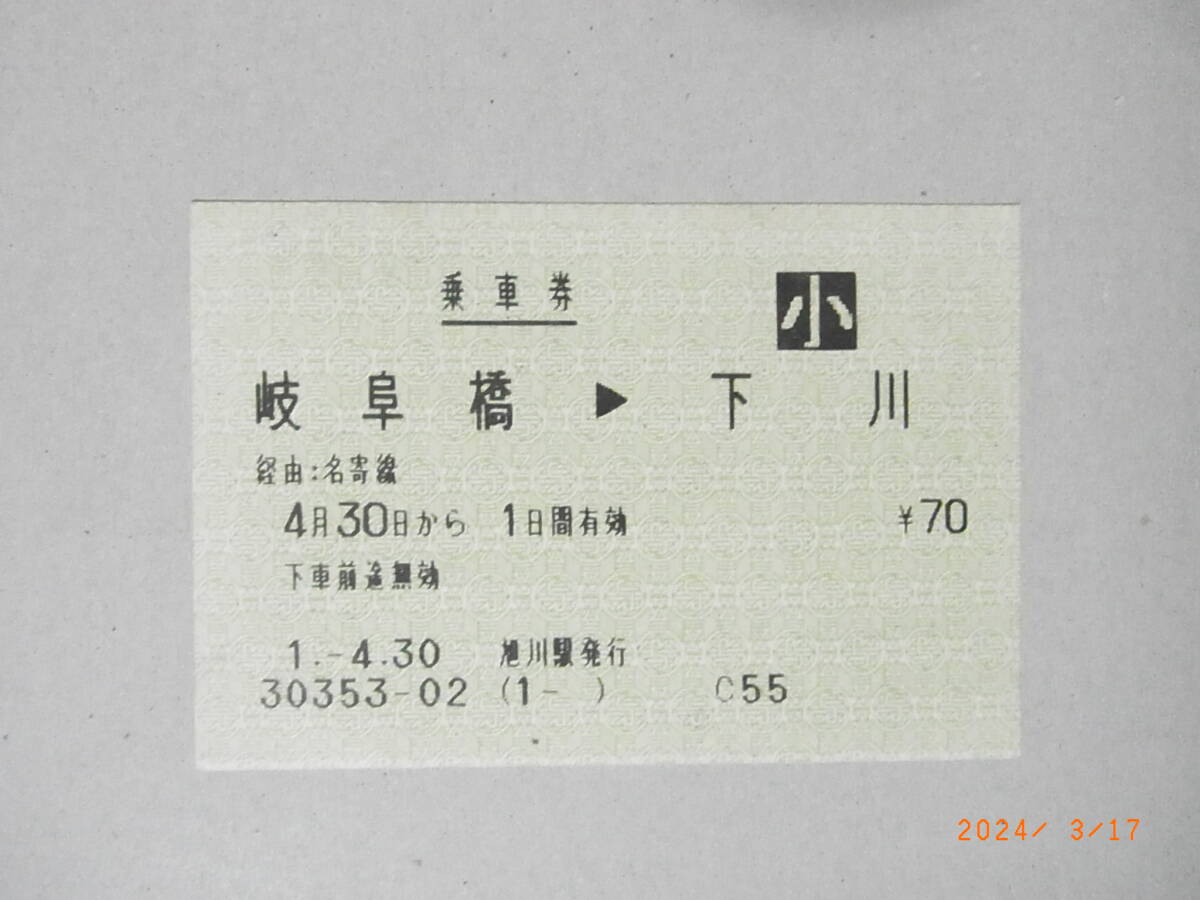 乗車券
小
岐阜橋▶下川
経由:名寄線
4月30日から 1日間有効 ¥70
下車前途無効
1.-4.30 旭川駅発行
30353-02 (1- ) C55
2024/ 3/17